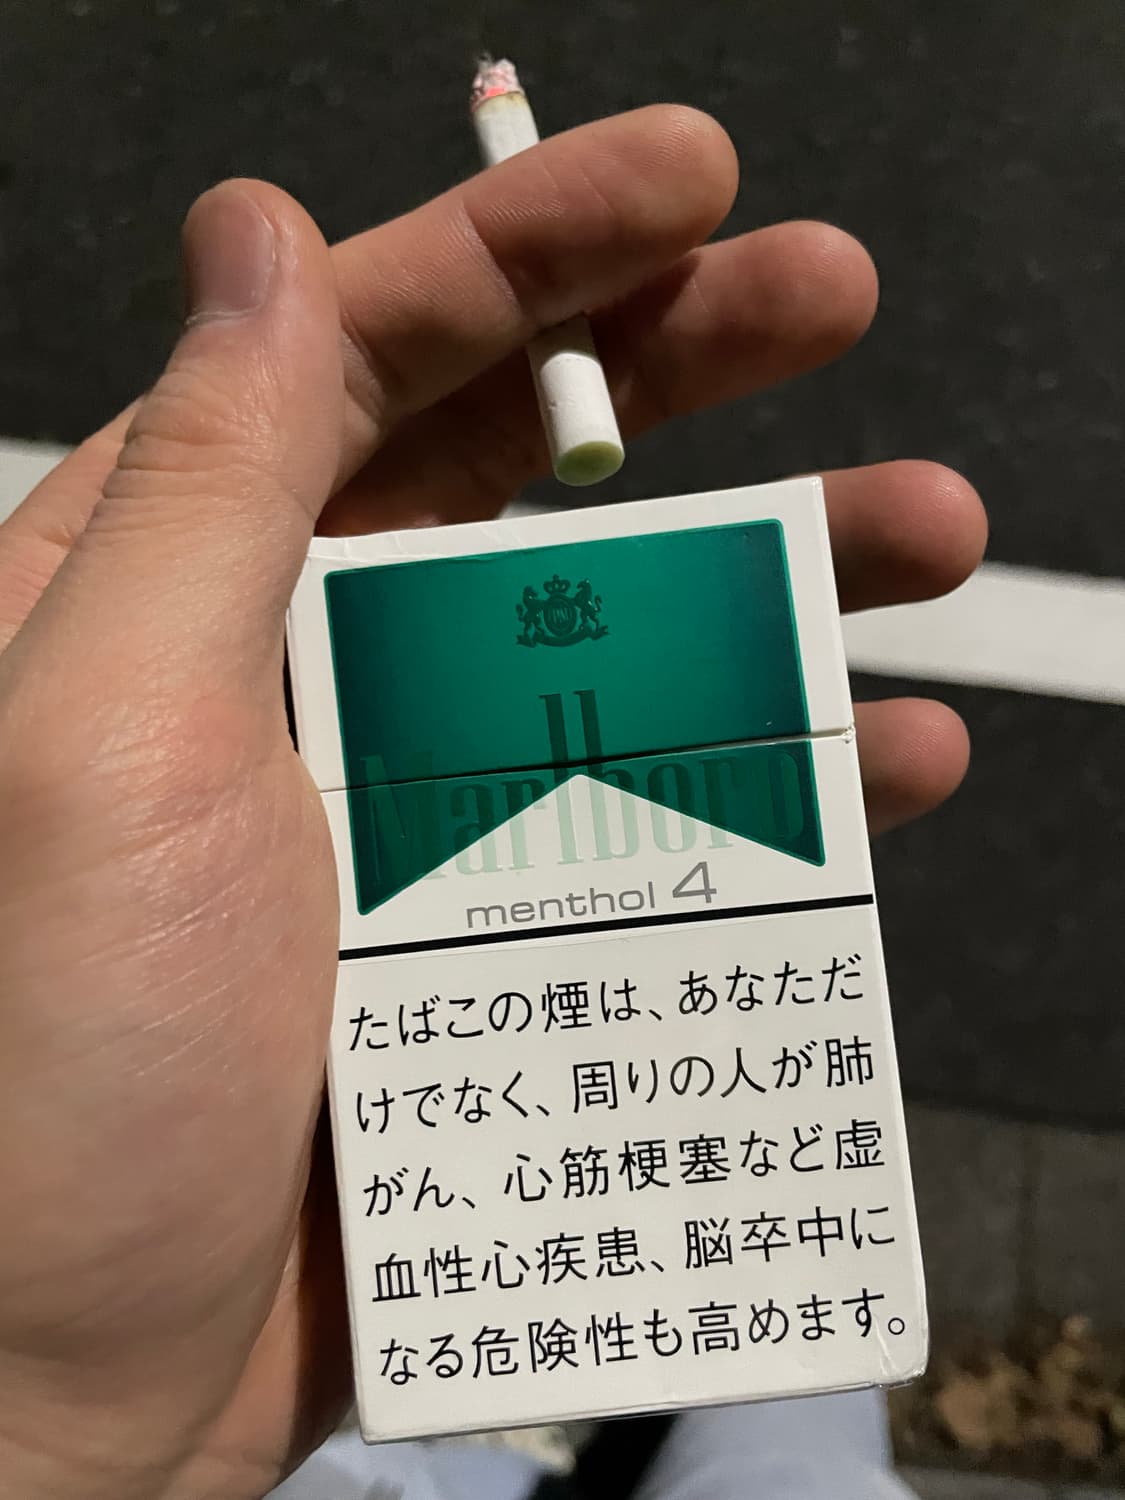 Marlboro
menthol 4
たばこの煙は、あなただ
けでなく、周りの人が肺
がん、心筋梗塞など虚
血性心疾患、脳卒中に
なる危険性も高めます。